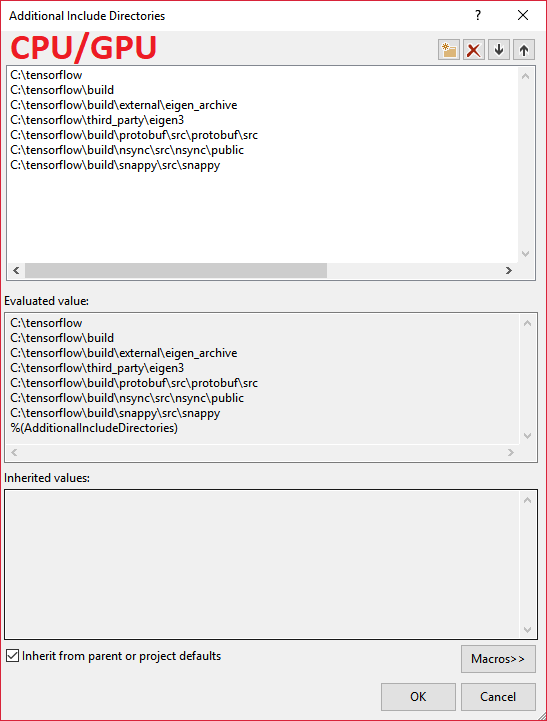 Additional Include Directories
?
CPU/GPU
C:\tensorflow
C:\tensorflow\build
C:\tensorflow\build\external\eigen_archive
C:\tensorflow\third_party\eigen3
C:\tensorflow\build\protobuf\src\protobuf\src
C:\tensorflow\build\nsync\src\nsync\public
C:\tensorflow\build\snappy\src\snappy
Evaluated value:
C:\tensorflow
C:\tensorflow\build
C:\tensorflow\build\external\eigen_archive
C:\tensorflow\third_party\eigen3
C:\tensorflow\build\protobuf\src\protobuf\src
C:\tensorflow\build\nsync\src\nsync\public
C:\tensorflow\build\snappy\src\snappy
%(AdditionalIncludeDirectories)
Inherited values:
Inherit from parent or project defaults
Macros>>
OK
Cancel